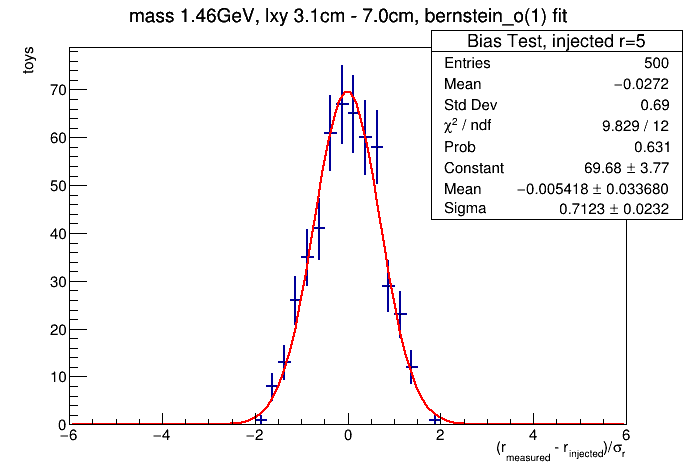 mass 1.46GeV, lxy 3.1cm - 7.0cm, bernstein_o(1) fit
toys
Bias Test, injected r=5
Entries 500
Mean −0.0272
Std Dev 0.69
χ² / ndf 9.829 / 12
Prob 0.631
Constant 69.68 ± 3.77
Mean −0.005418 ± 0.033680
Sigma 0.7123 ± 0.0232
70
60
50
40
30
20
10
0
−6 −4 −2 0 2 4 6
(r_measured - r_injected)/σ_r